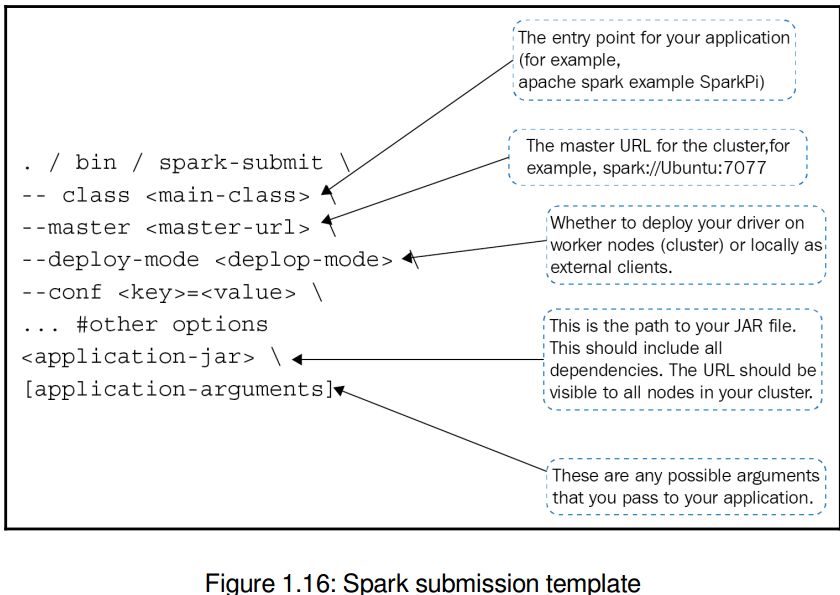 The entry point for your application
(for example,
apache spark example SparkPi)
The master URL for the cluster,for
example, spark://Ubuntu:7077
. / bin / spark-submit \
-- class <main-class> \
--master <master-url> \
--deploy-mode <deplop-mode> \
--conf <key>=<value> \
... #other options
<application-jar> \
[application-arguments]
Whether to deploy your driver on
worker nodes (cluster) or locally as
external clients.
This is the path to your JAR file.
This should include all
dependencies. The URL should be
visible to all nodes in your cluster.
These are any possible arguments
that you pass to your application.
Figure 1.16: Spark submission template